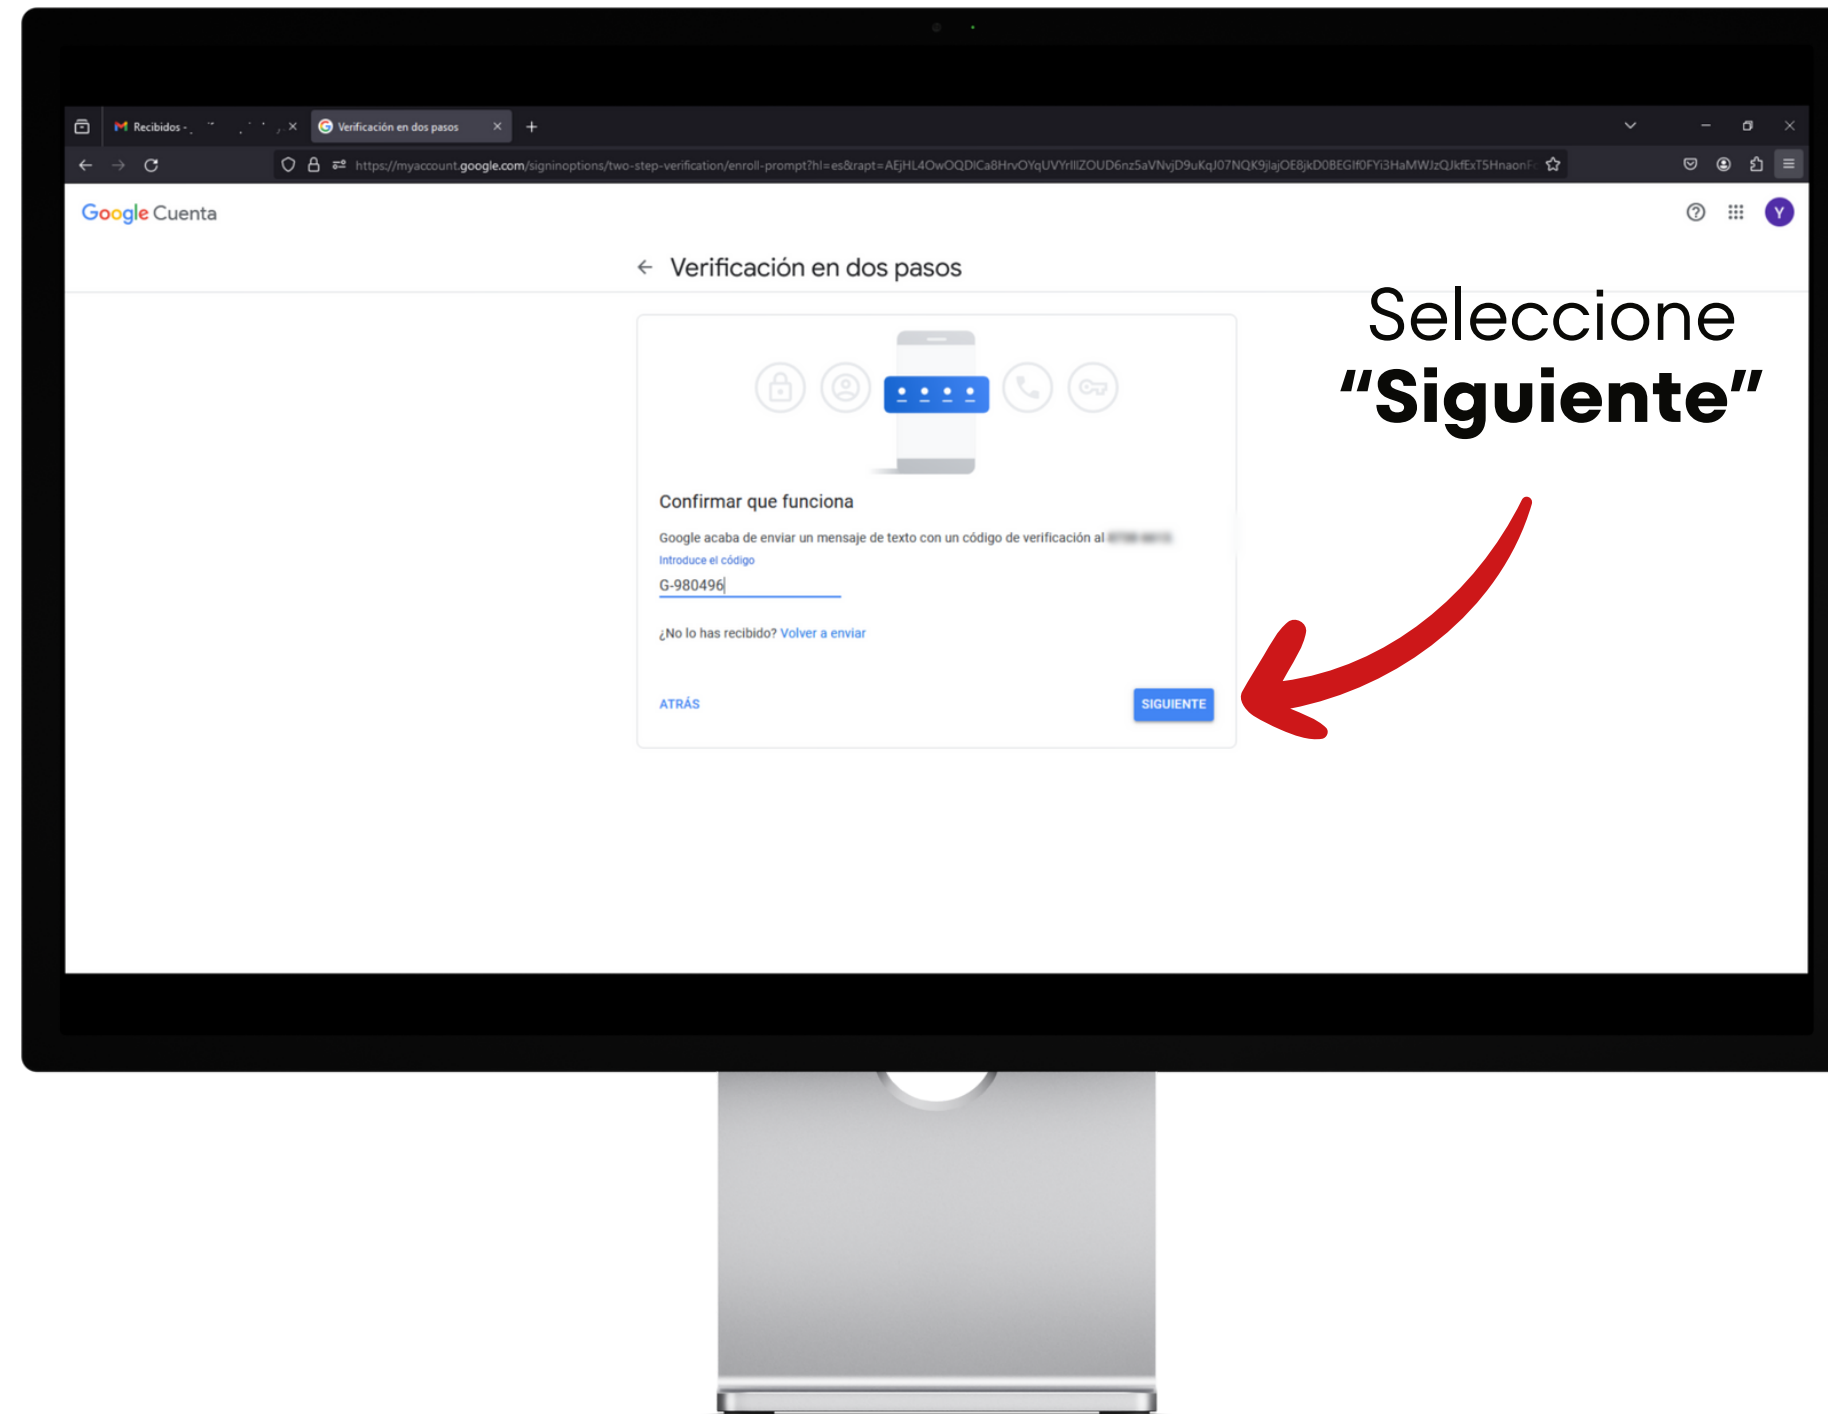 Recibidos -
Verificación en dos pasos
https://myaccount.google.com/signinoptions/two-step-verification/enroll-prompt?hl=es&rapt=
Google Cuenta
Y
Verificación en dos pasos
Seleccione
“Siguiente”
Confirmar que funciona
Google acaba de enviar un mensaje de texto con un código de verificación al
Introduce el código
G-980496
¿No lo has recibido? Volver a enviar
ATRÁS
SIGUIENTE